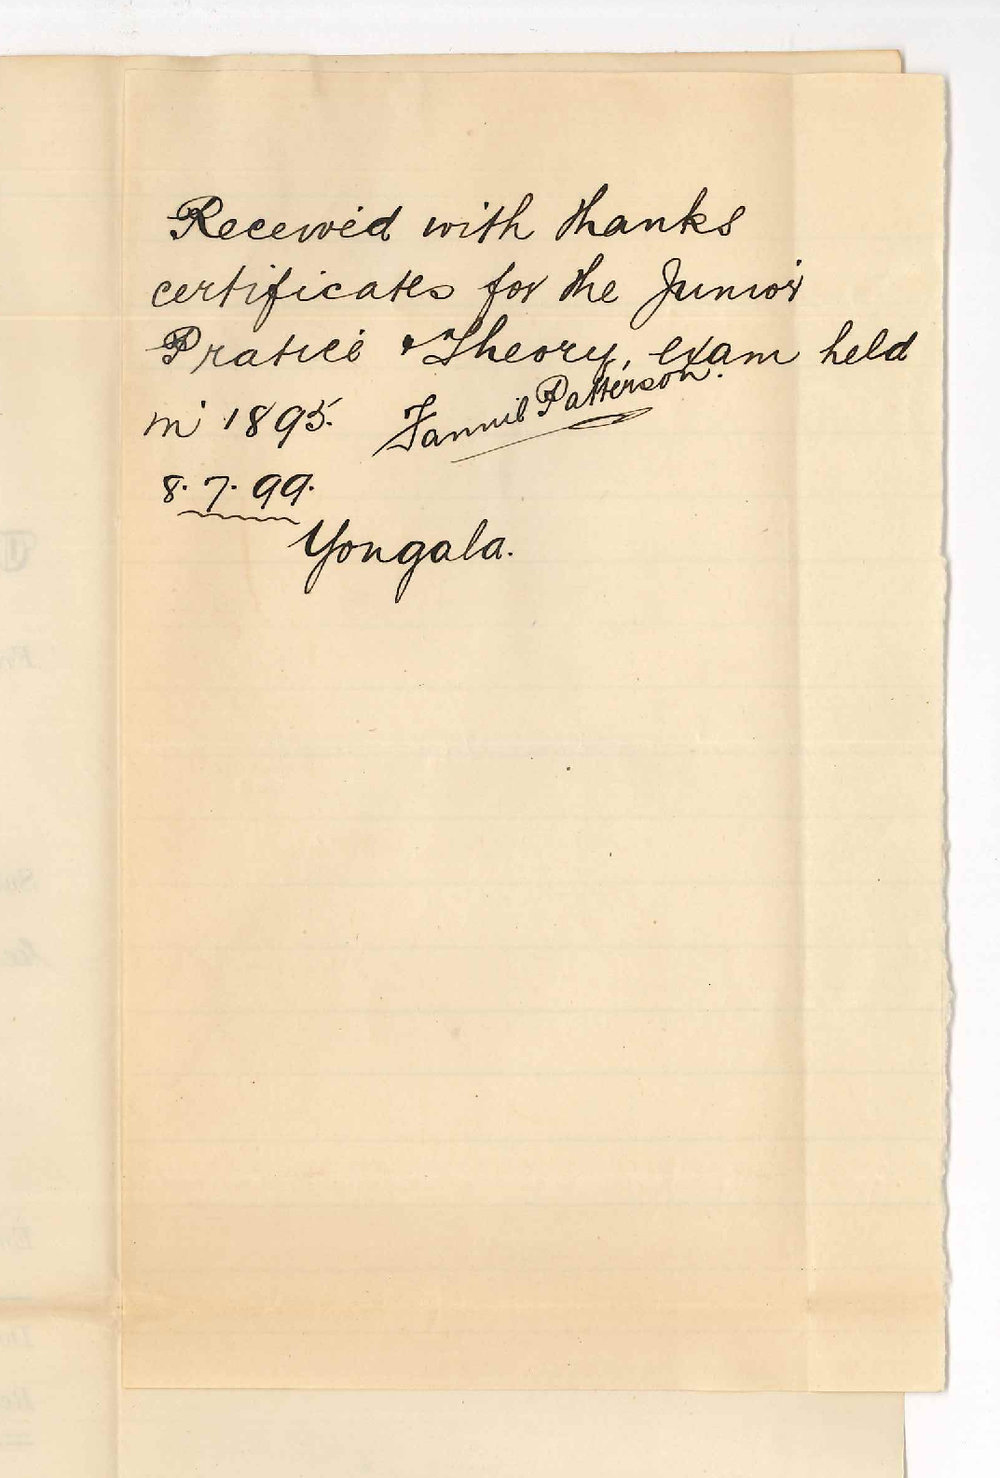 Received with thanks
certificates for the Junior
Pratice & Theory, exam held
in 1895. Fannie Patterson.
8.7.99.
Yongala.